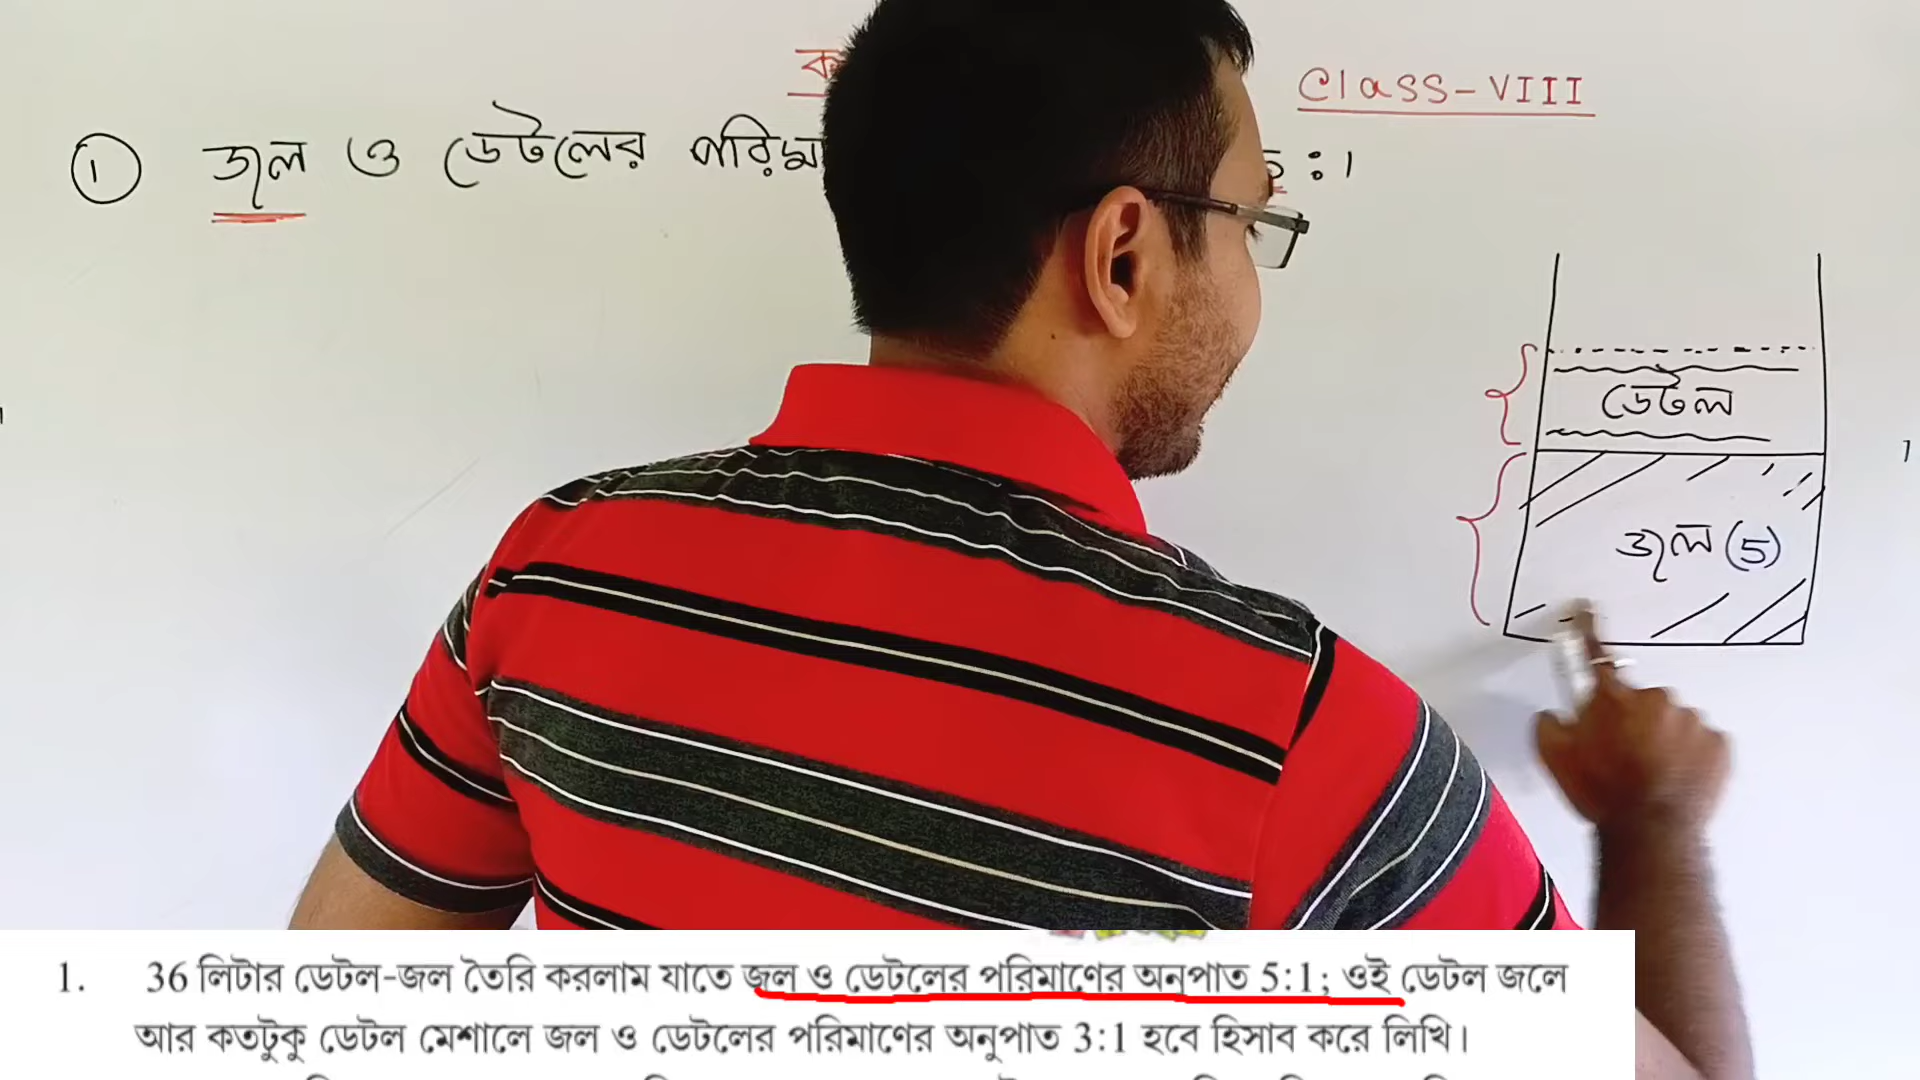 Class-VIII
① জল ও ডেটলের : 1
ডেটল
জল (5)
1. 36 লিটার ডেটল-জল তৈরি করলাম যাতে জল ও ডেটলের পরিমাণের অনুপাত 5:1; ওই ডেটল জলে
আর কতটুকু ডেটল মেশালে জল ও ডেটলের পরিমাণের অনুপাত 3:1 হবে হিসাব করে লিখি।